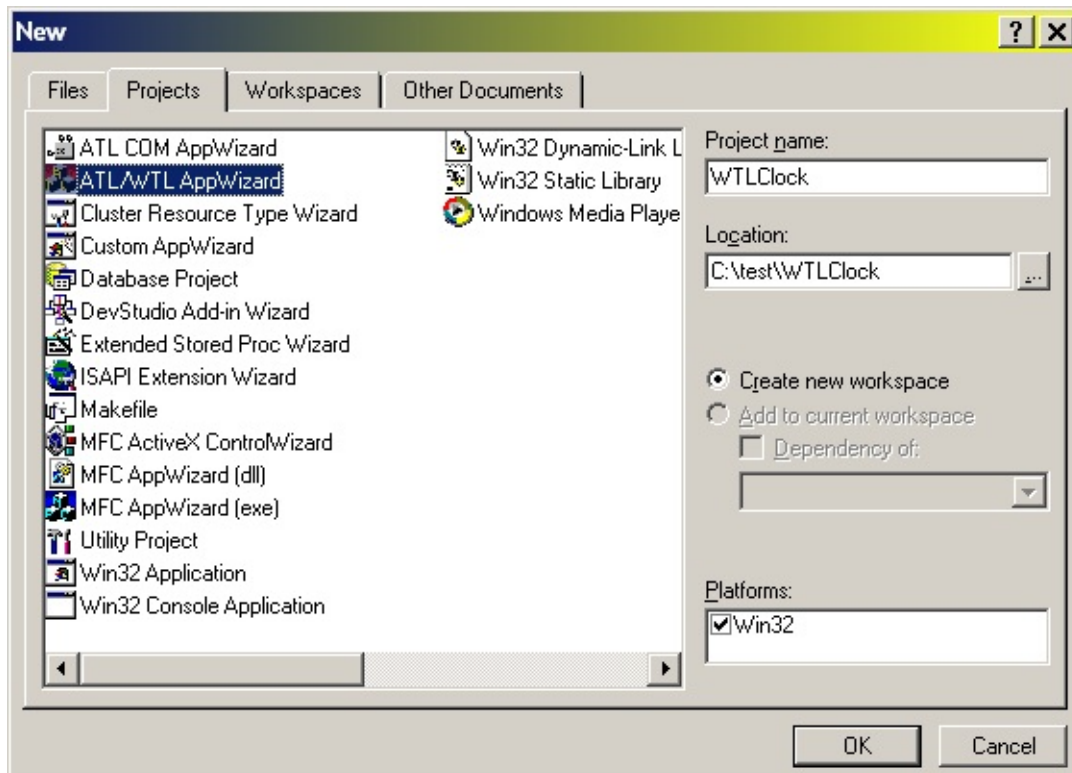 New
Files Projects Workspaces Other Documents
ATL COM AppWizard
ATL/WTL AppWizard
Cluster Resource Type Wizard
Custom AppWizard
Database Project
DevStudio Add-in Wizard
Extended Stored Proc Wizard
ISAPI Extension Wizard
Makefile
MFC ActiveX ControlWizard
MFC AppWizard (dll)
MFC AppWizard (exe)
Utility Project
Win32 Application
Win32 Console Application
Win32 Dynamic-Link L
Win32 Static Library
Windows Media Playe
Project name:
WTLClock
Location:
C:\test\WTLClock
...
Create new workspace
Add to current workspace
Dependency of:
Platforms:
Win32
OK Cancel